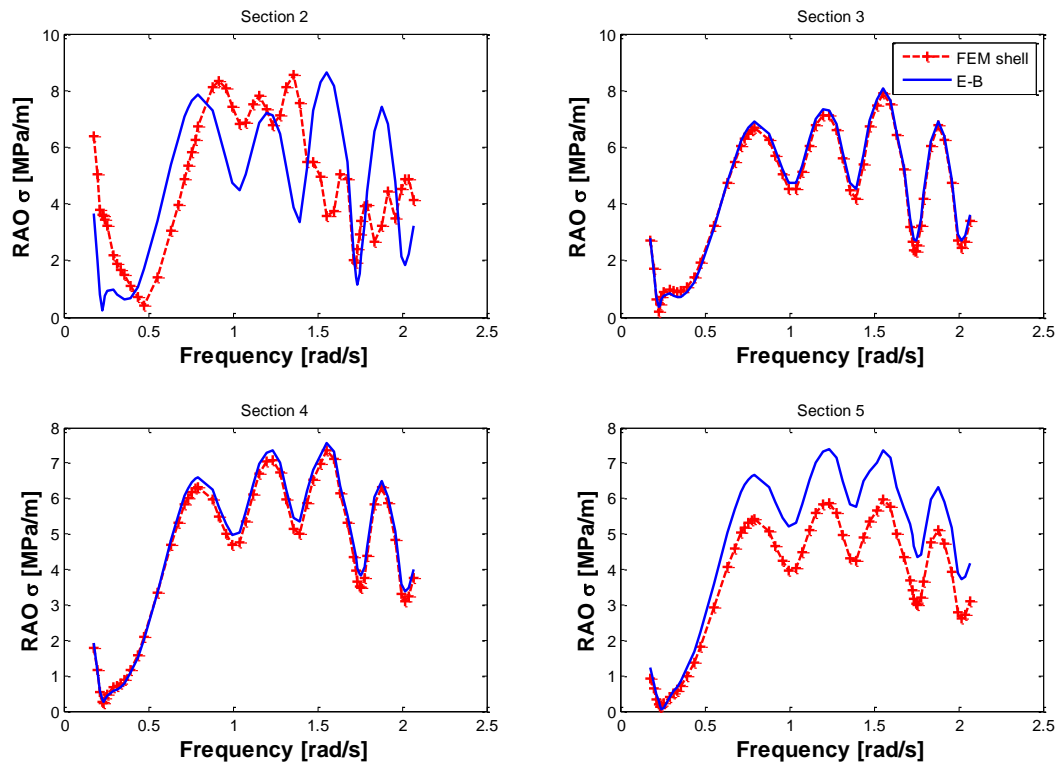 Section 2
10
8
6
4
2
0
RAO σ [MPa/m]
0 0.5 1 1.5 2 2.5
Frequency [rad/s]
Section 3
10
8
6
4
2
0
RAO σ [MPa/m]
FEM shell
E-B
0 0.5 1 1.5 2 2.5
Frequency [rad/s]
Section 4
8
7
6
5
4
3
2
1
0
RAO σ [MPa/m]
0 0.5 1 1.5 2 2.5
Frequency [rad/s]
Section 5
8
7
6
5
4
3
2
1
0
RAO σ [MPa/m]
0 0.5 1 1.5 2 2.5
Frequency [rad/s]